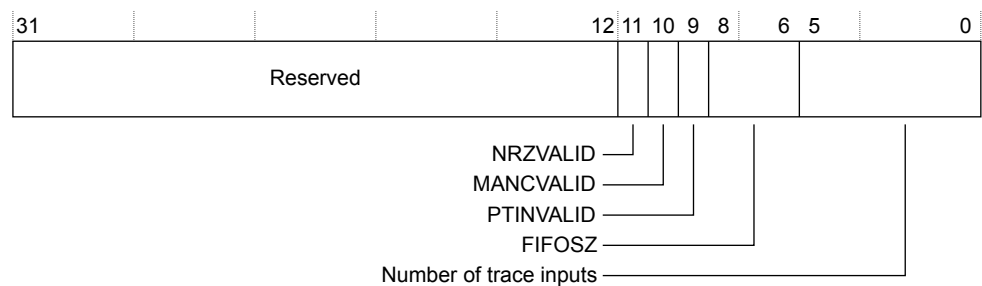 31 12 11 10 9 8 6 5 0
Reserved
NRZVALID
MANCVALID
PTINVALID
FIFOSZ
Number of trace inputs